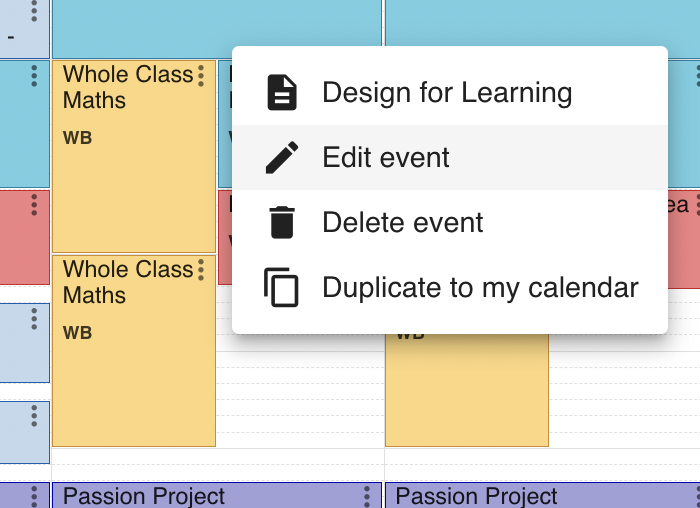 -
Whole Class
Maths
WB
Design for Learning
Edit event
Delete event
Duplicate to my calendar
ea
Whole Class
Maths
WB
WB
Passion Project
Passion Project